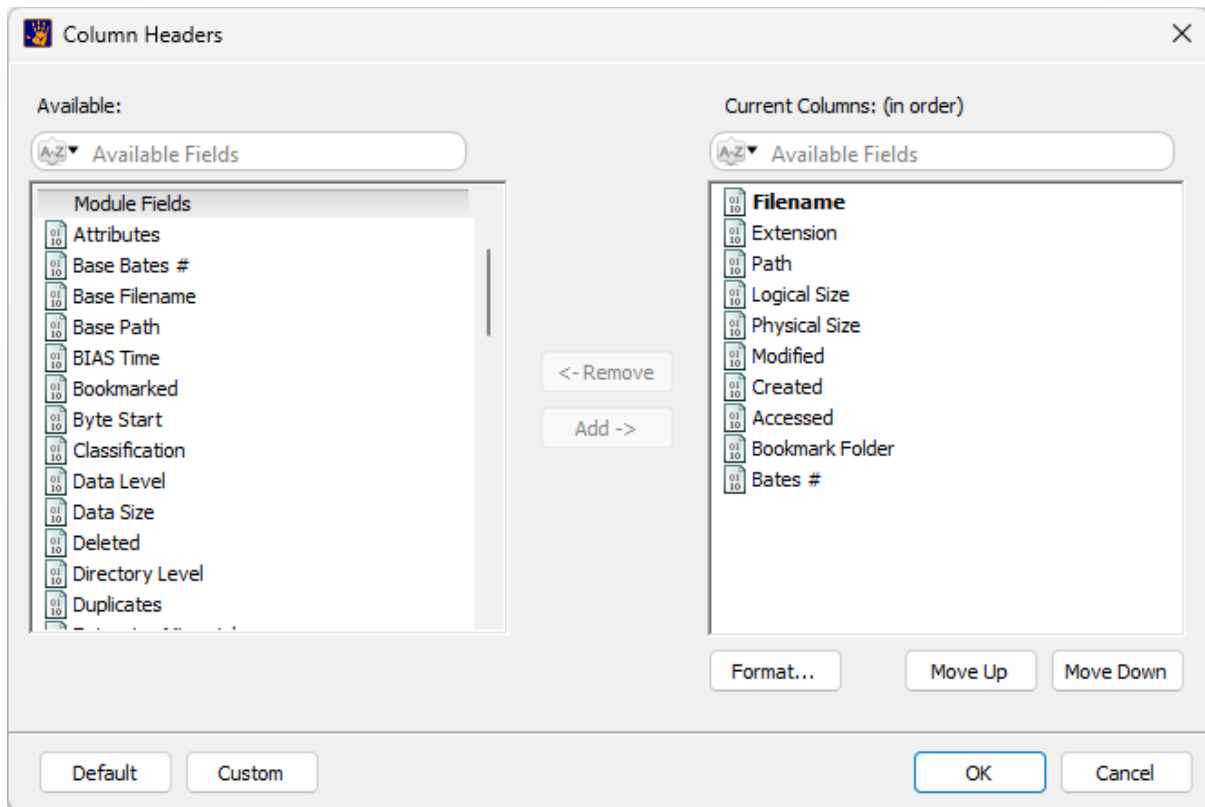 Column Headers
Available:
Current Columns: (in order)
A-Z Available Fields
A-Z Available Fields
Module Fields
Attributes
Base Bates #
Base Filename
Base Path
BIAS Time
Bookmarked
Byte Start
Classification
Data Level
Data Size
Deleted
Directory Level
Duplicates
<- Remove
Add ->
Filename
Extension
Path
Logical Size
Physical Size
Modified
Created
Accessed
Bookmark Folder
Bates #
Format...
Move Up
Move Down
Default
Custom
OK
Cancel